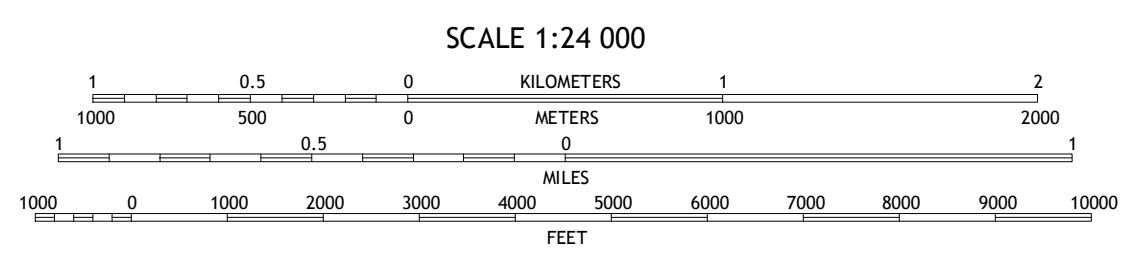 SCALE 1:24 000
1 0.5 0 KILOMETERS 1 2
1000 500 0 METERS 1000 2000
1 0.5 0 1
MILES
1000 0 1000 2000 3000 4000 5000 6000 7000 8000 9000 10000
FEET